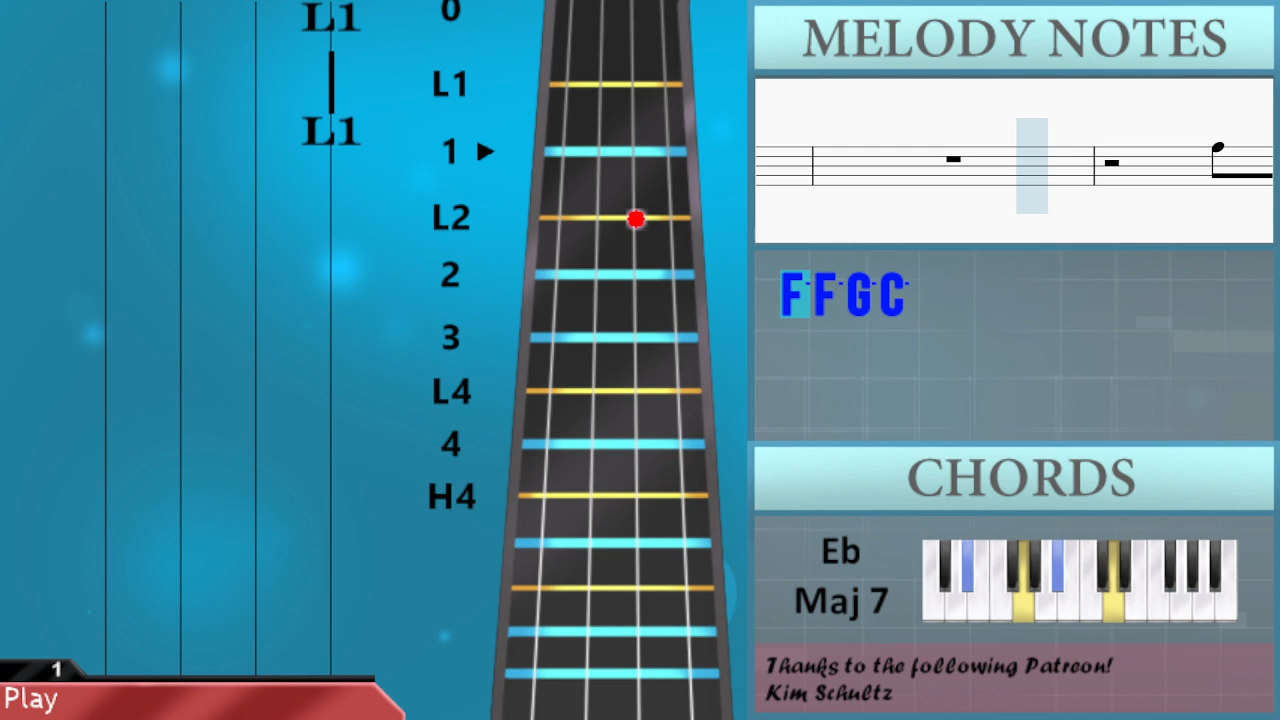 L1
L1
0
L1
1 ►
L2
2
3
L4
4
H4
1
Play
MELODY NOTES
F F G C
CHORDS
Eb
Maj 7
Thanks to the following Patreon!
Kim Schultz